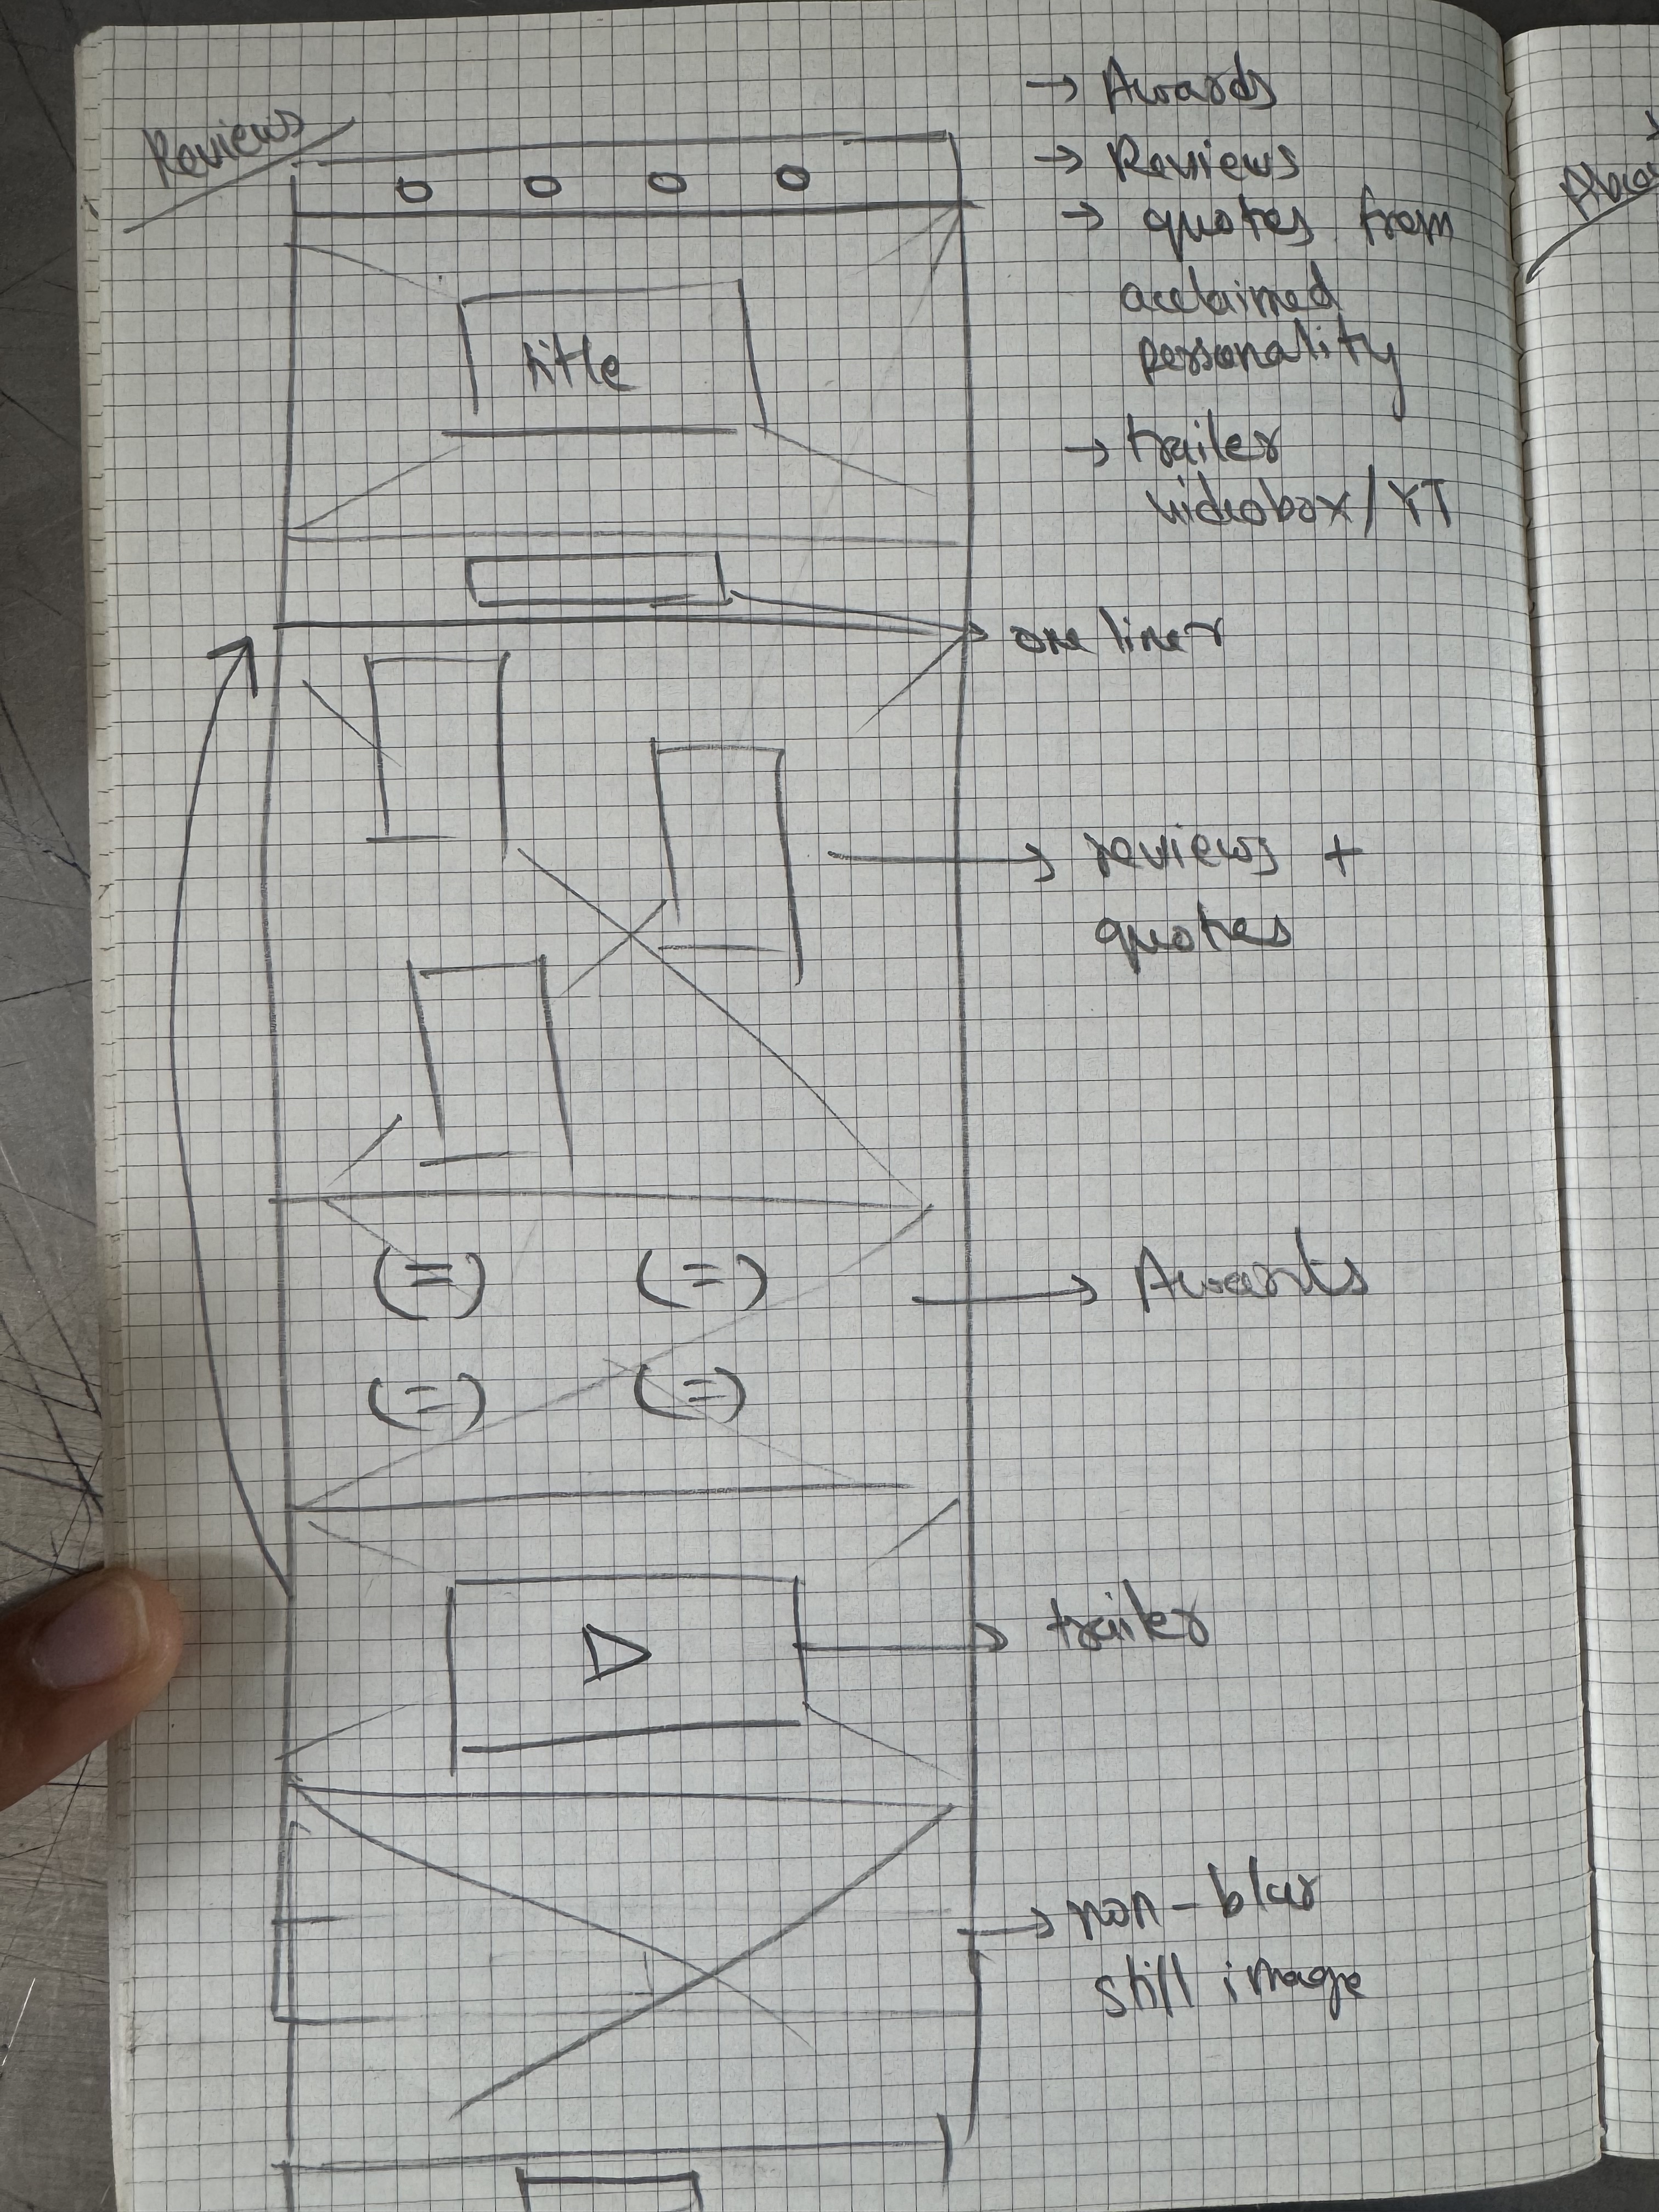 Reviews
→ Awards
→ Reviews
→ quotes from
acclaimed
personality
→ trailer
videobox/YT
title
one liner
reviews +
quotes
(=) (=)
Awards
(=) (=)
trailer
non-blur
still image